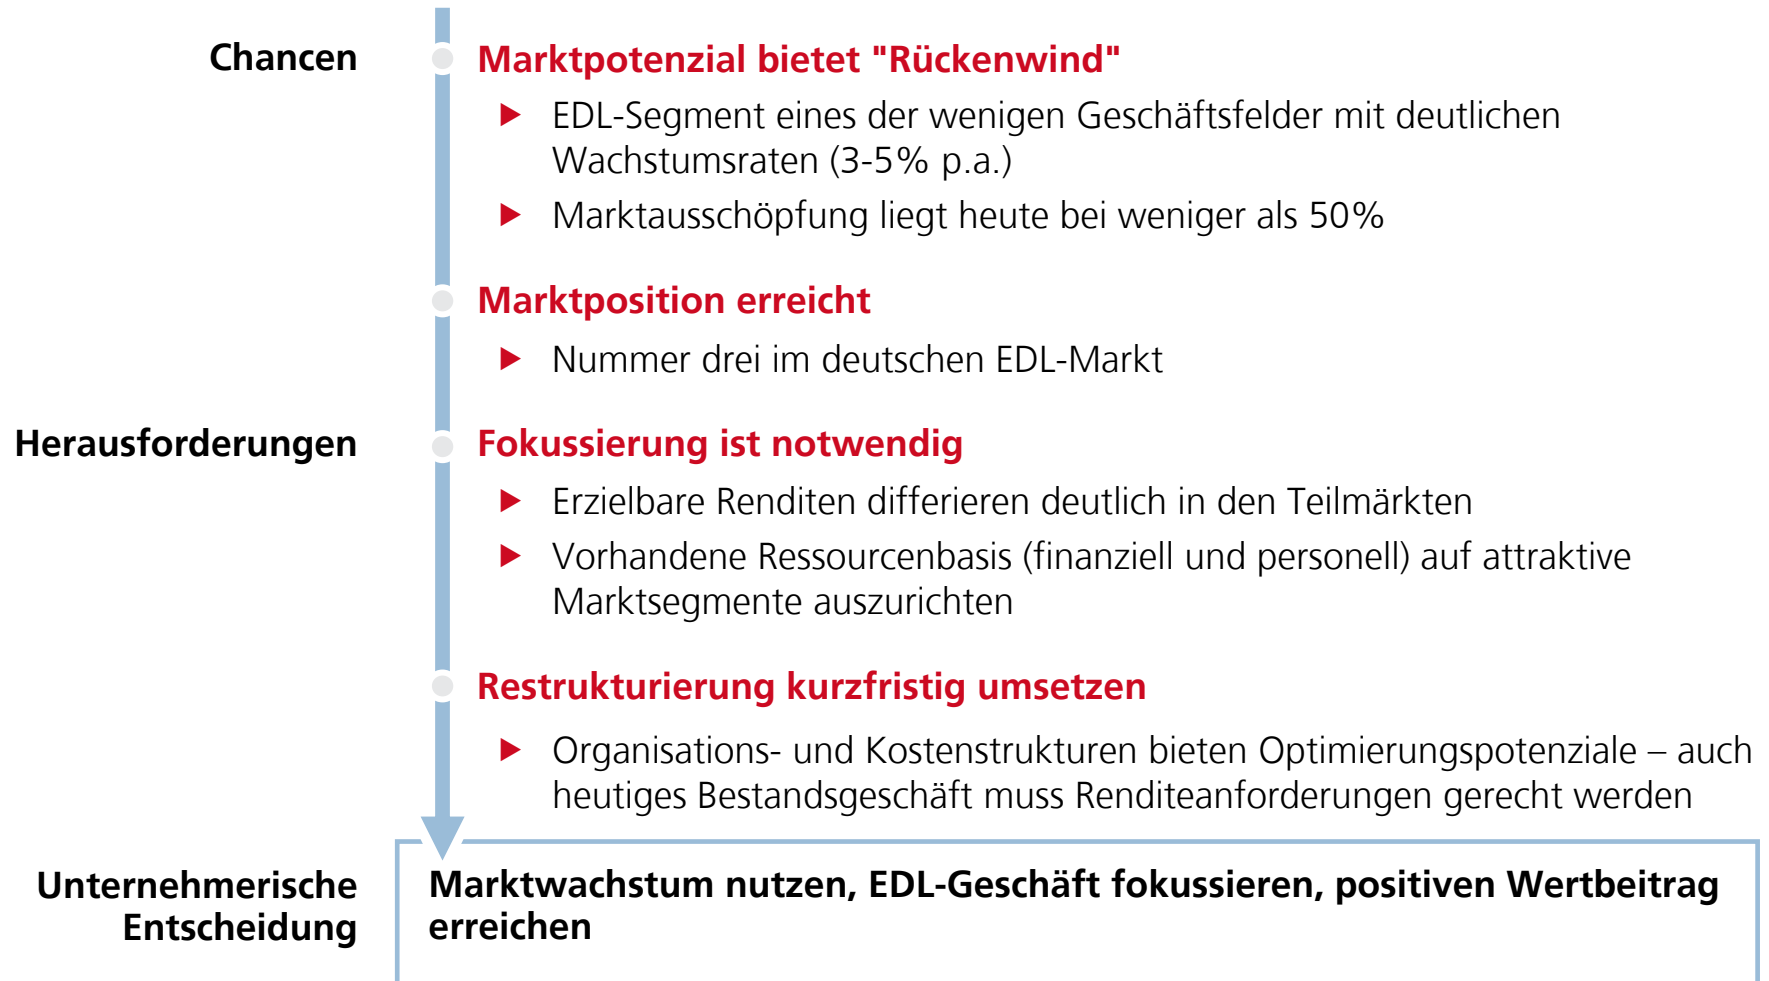 Chancen
Marktpotenzial bietet "Rückenwind"
EDL-Segment eines der wenigen Geschäftsfelder mit deutlichen
Wachstumsraten (3-5% p.a.)
Marktausschöpfung liegt heute bei weniger als 50%
Marktposition erreicht
Nummer drei im deutschen EDL-Markt
Herausforderungen
Fokussierung ist notwendig
Erzielbare Renditen differieren deutlich in den Teilmärkten
Vorhandene Ressourcenbasis (finanziell und personell) auf attraktive
Marktsegmente auszurichten
Restrukturierung kurzfristig umsetzen
Organisations- und Kostenstrukturen bieten Optimierungspotenziale – auch
heutiges Bestandsgeschäft muss Renditeanforderungen gerecht werden
Unternehmerische
Entscheidung
Marktwachstum nutzen, EDL-Geschäft fokussieren, positiven Wertbeitrag
erreichen